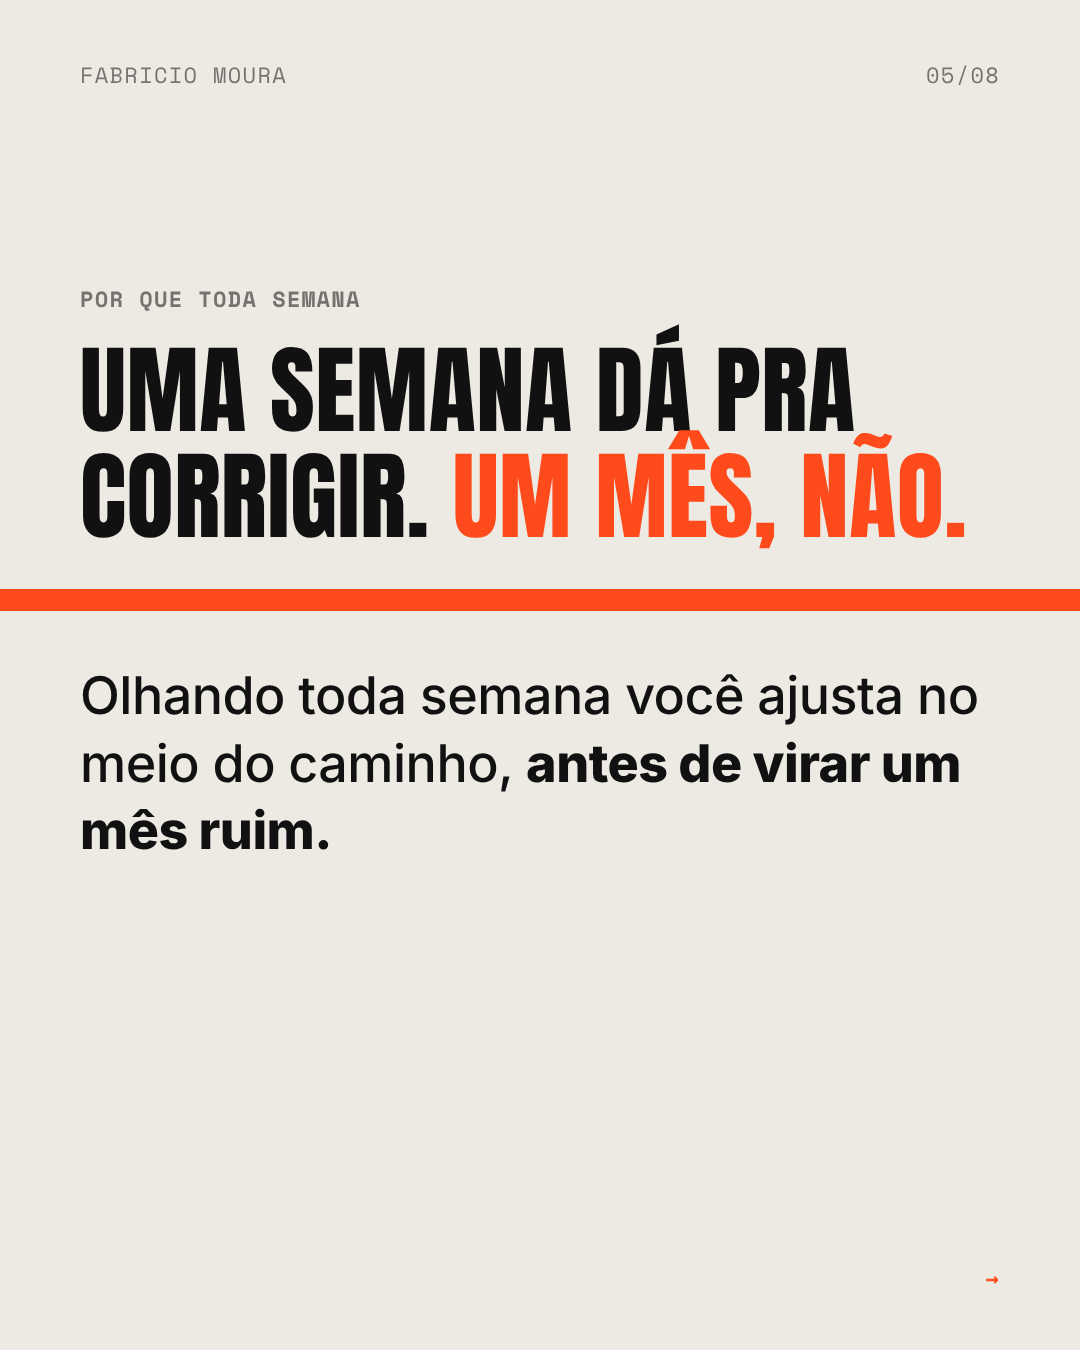 FABRICIO MOURA
05/08
POR QUE TODA SEMANA
UMA SEMANA DÁ PRA
CORRIGIR. UM MÊS, NÃO.
Olhando toda semana você ajusta no
meio do caminho, antes de virar um
mês ruim.
→